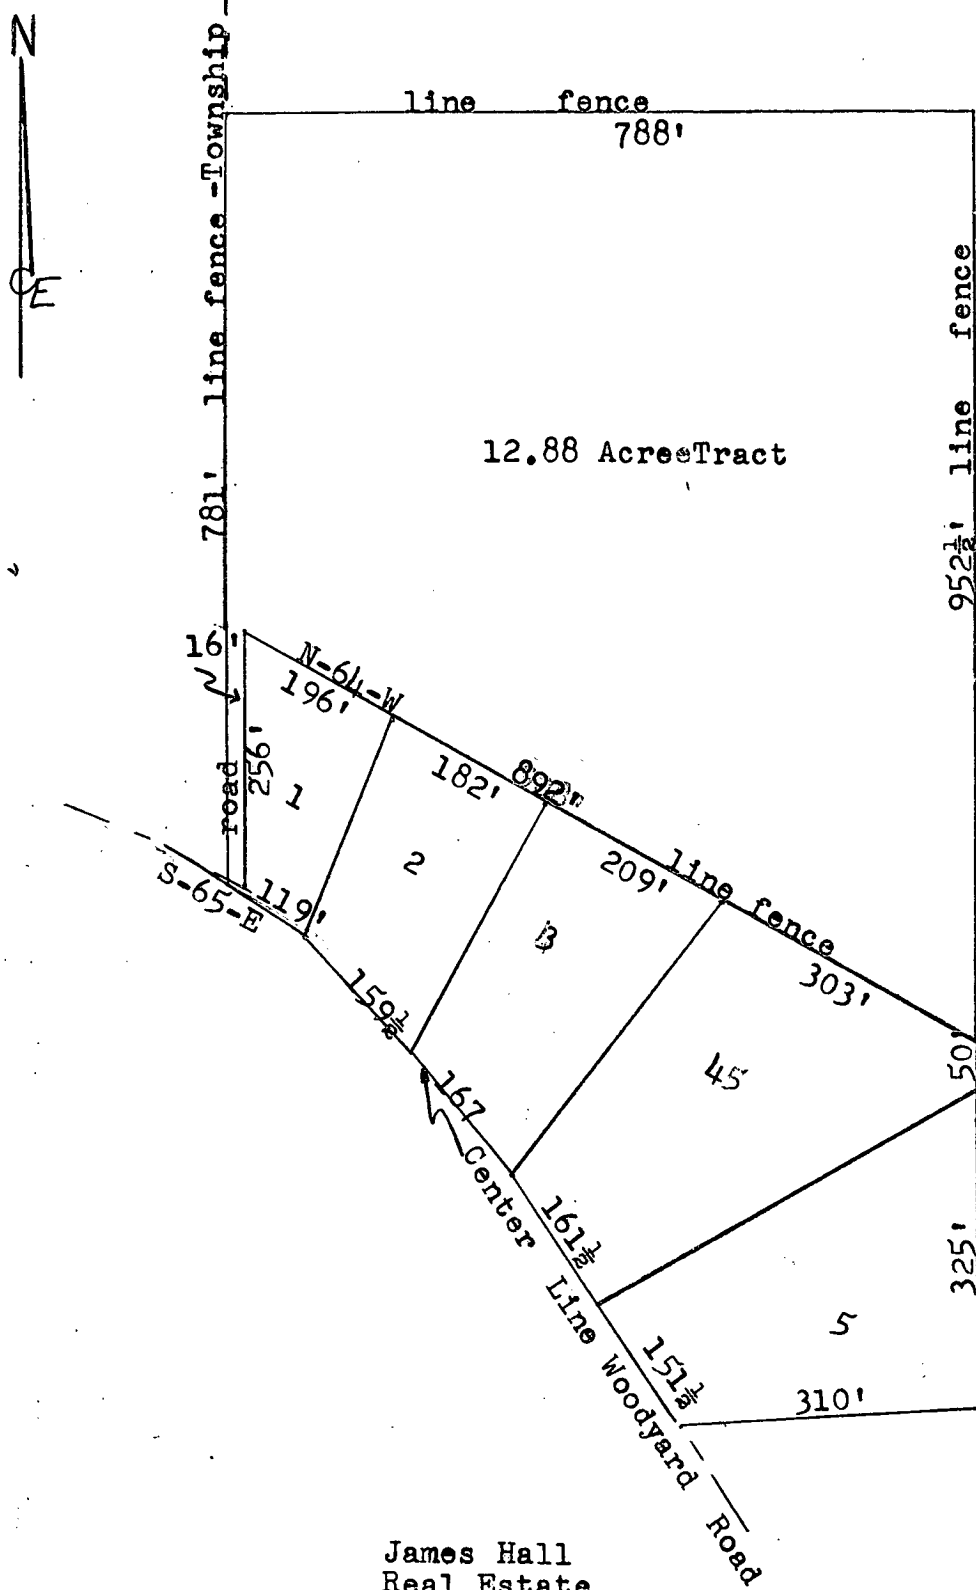 N
E
line fence
788'
781' line fence -Township-
952½' line fence
12.88 AcreeTract
16'
road
256'
N-64-W
196'
182'
892'
209'
line fence
303'
50'
1
2
3
45
5
S-65-E
119'
159½
167
161½
151½
325'
310'
Center Line Woodyard Road
James Hall
Real Estate